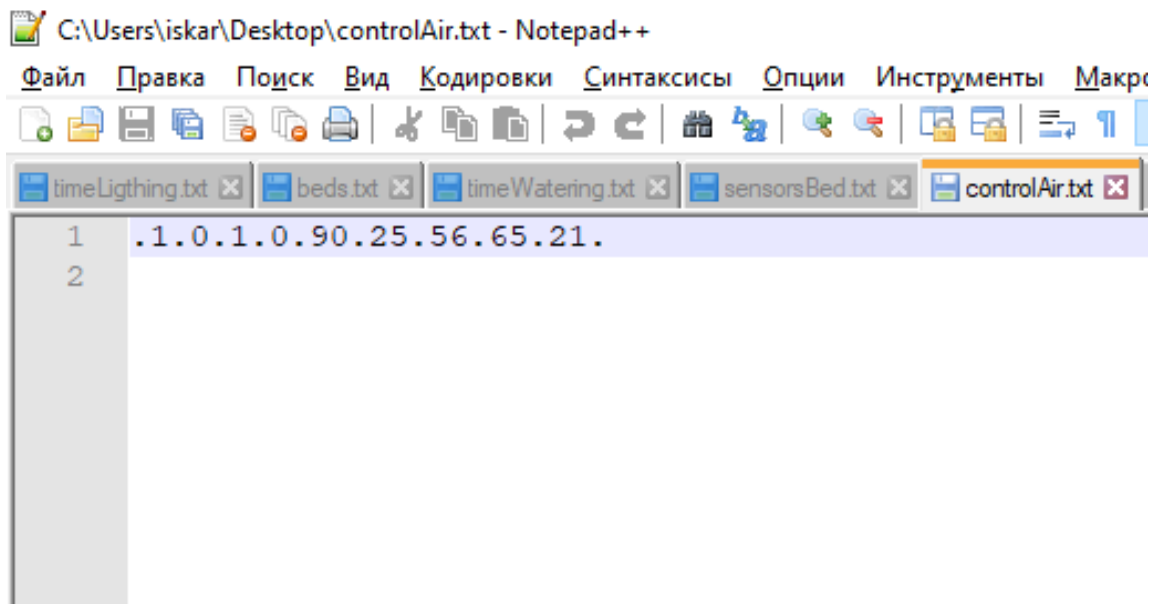 C:\Users\iskar\Desktop\controlAir.txt - Notepad++
Файл Правка Поиск Вид Кодировки Синтаксисы Опции Инструменты Макро
timeLigthing.txt beds.txt timeWatering.txt sensorsBed.txt controlAir.txt
1 .1.0.1.0.90.25.56.65.21.
2